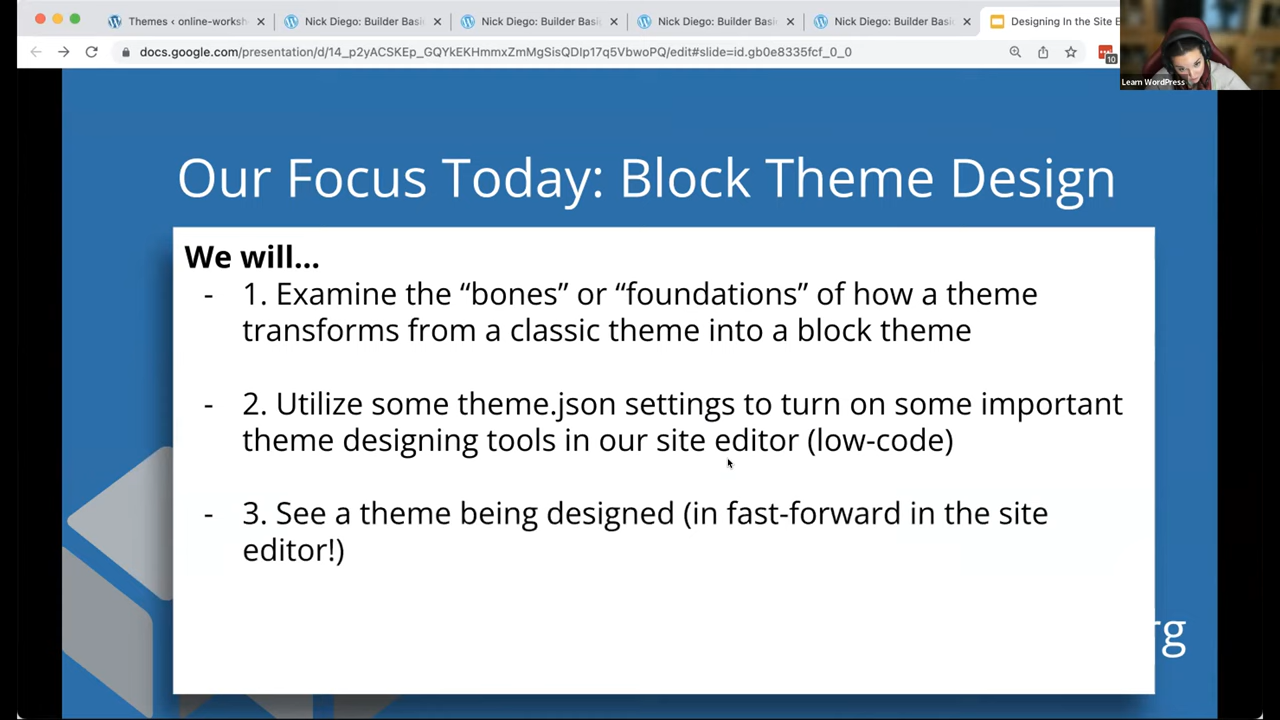 Themes ‹ online-worksh
Nick Diego: Builder Basi
Nick Diego: Builder Basi
Nick Diego: Builder Basi
Nick Diego: Builder Basi
Designing In the Site E
docs.google.com/presentation/d/14_p2yACSKEp_GQYkEKHmmxZmMgSisQDlp17q5VbwoPQ/edit#slide=id.gb0e8335fcf_0_0
10
Learn WordPress
Our Focus Today: Block Theme Design
We will...
- 1. Examine the “bones” or “foundations” of how a theme
transforms from a classic theme into a block theme
- 2. Utilize some theme.json settings to turn on some important
theme designing tools in our site editor (low-code)
- 3. See a theme being designed (in fast-forward in the site
editor!)
rg